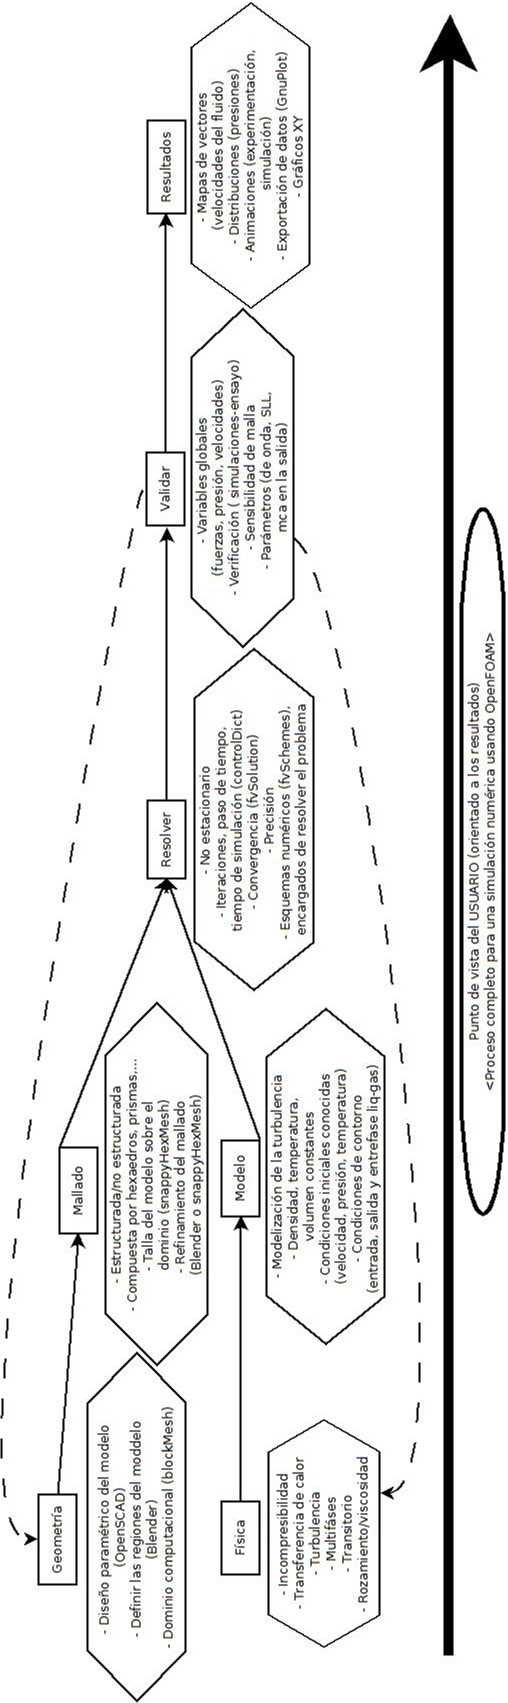 Geometría
- Diseño paramétrico del modelo
(OpenSCAD)
- Definir las regiones del moddelo
(Blender)
- Dominio computacional (blockMesh)
Mallado
- Estructurada/no estructurada
- Compuesta por hexaedros, prismas,...
- Talla del modelo sobre el
dominio (snappyHexMesh)
- Refinamiento del mallado
(Blender o snappyHexMesh)
Física
- Incompresibilidad
- Transferencia de calor
- Turbulencia
- Multifáses
- Transitorio
- Rozamiento/viscosidad
Modelo
- Modelización de la turbulencia
- Densidad, temperatura,
volumen constantes
- Condiciones iniciales conocidas
(velocidad, presión, temperatura)
- Condiciones de contorno
(entrada, salida y entrefase liq-gas)
Resolver
- No estacionario
- Iteraciones, paso de tiempo,
tiempo de simulación (controlDict)
- Convergencia (fvSolution)
- Precisión
- Esquemas numéricos (fvSchemes),
encargados de resolver el problema
Validar
- Variables globales
(fuerzas, presión, velocidades)
- Verificación ( simulaciones-ensayo)
- Sensibilidad de malla
- Parámetros (de onda, SLL,
mca en la salida)
Resultados
- Mapas de vectores
(velocidades del fluido)
- Distribuciones (presiones)
- Animaciones (experimentación,
simulación)
- Exportación de datos (GnuPlot)
- Gráficos XY
Punto de vista del USUARIO (orientado a los resultados)
<Proceso completo para una simulación numérica usando OpenFOAM>